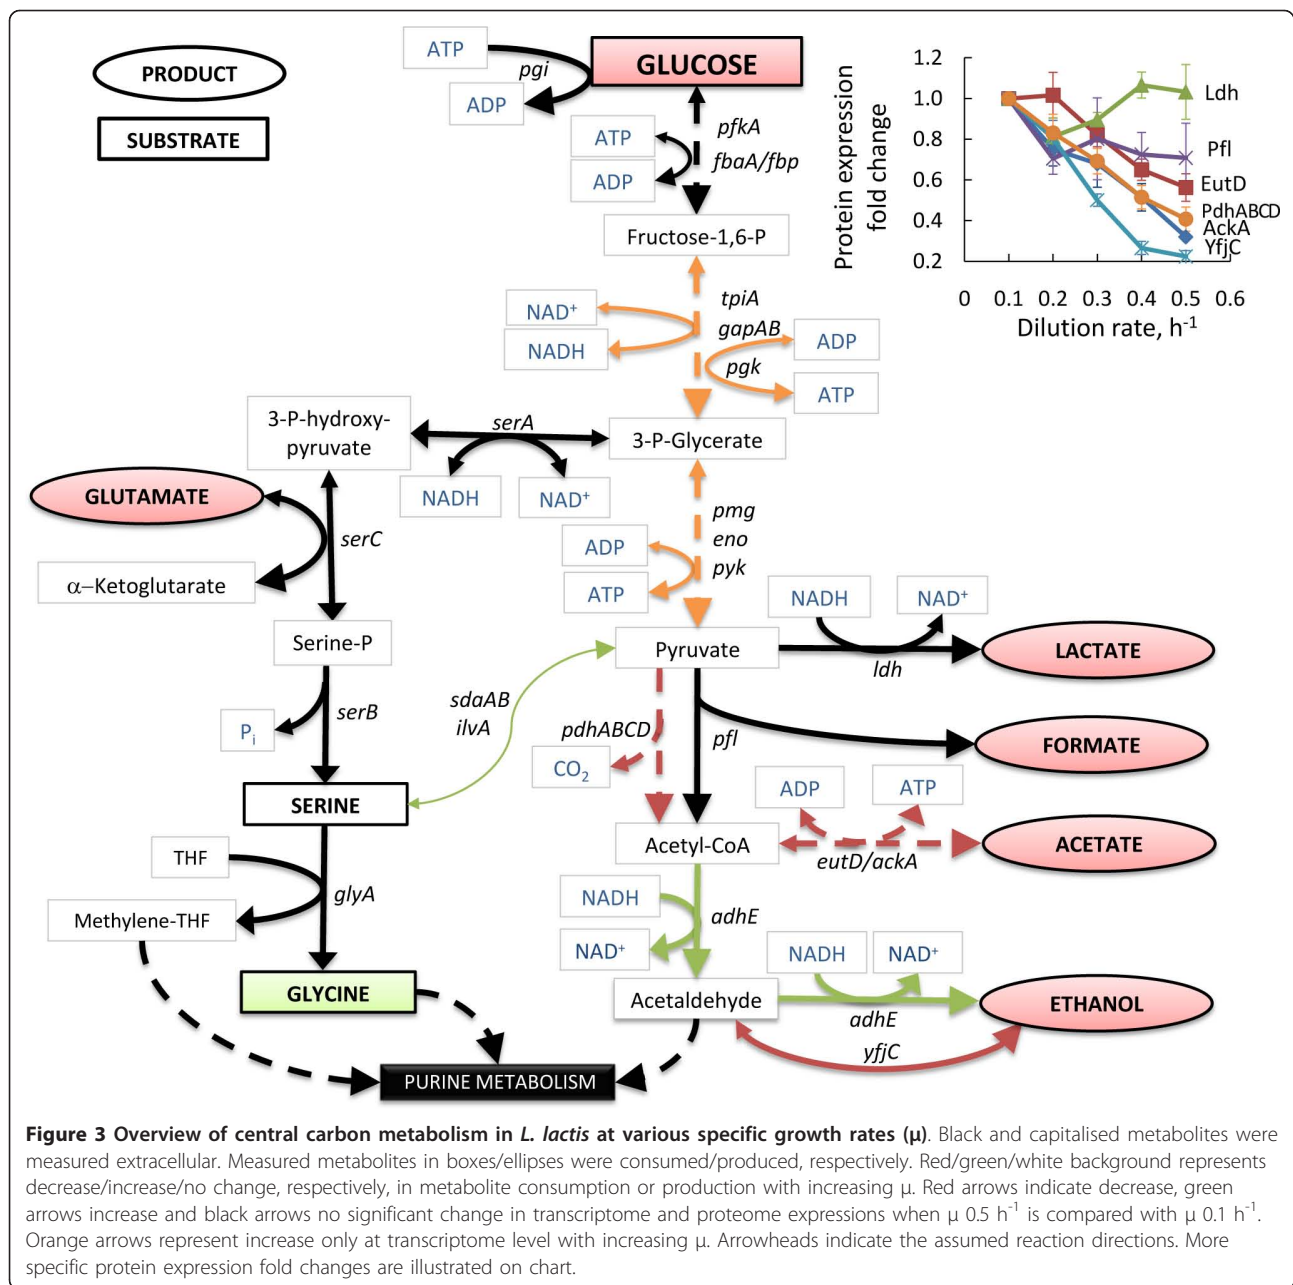 PRODUCT
SUBSTRATE
ATP
pgi
GLUCOSE
ADP
ATP
pfkA
ADP
fbaA/fbp
Fructose-1,6-P
Protein expression
fold change
1.2
1.0
0.8
0.6
0.4
0.2
0
0.1
0.2
0.3
0.4
0.5
0.6
Dilution rate, h-1
Ldh
Pfl
EutD
PdhABCD
AckA
YfjC
NAD+
tpiA
NADH
gapAB
ADP
pgk
ATP
3-P-hydroxy-
pyruvate
serA
3-P-Glycerate
NADH
NAD+
GLUTAMATE
serC
α–Ketoglutarate
pmg
eno
pyk
ADP
ATP
Serine-P
serB
Pi
sdaAB
ilvA
Pyruvate
NADH
NAD+
ldh
LACTATE
pdhABCD
CO2
pfl
FORMATE
SERINE
ADP
ATP
Acetyl-CoA
eutD/ackA
ACETATE
THF
glyA
Methylene-THF
NADH
adhE
NAD+
GLYCINE
Acetaldehyde
NADH
NAD+
adhE
yfjC
ETHANOL
PURINE METABOLISM
Figure 3 Overview of central carbon metabolism in L. lactis at various specific growth rates (μ). Black and capitalised metabolites were
measured extracellular. Measured metabolites in boxes/ellipses were consumed/produced, respectively. Red/green/white background represents
decrease/increase/no change, respectively, in metabolite consumption or production with increasing μ. Red arrows indicate decrease, green
arrows increase and black arrows no significant change in transcriptome and proteome expressions when μ 0.5 h-1 is compared with μ 0.1 h-1.
Orange arrows represent increase only at transcriptome level with increasing μ. Arrowheads indicate the assumed reaction directions. More
specific protein expression fold changes are illustrated on chart.